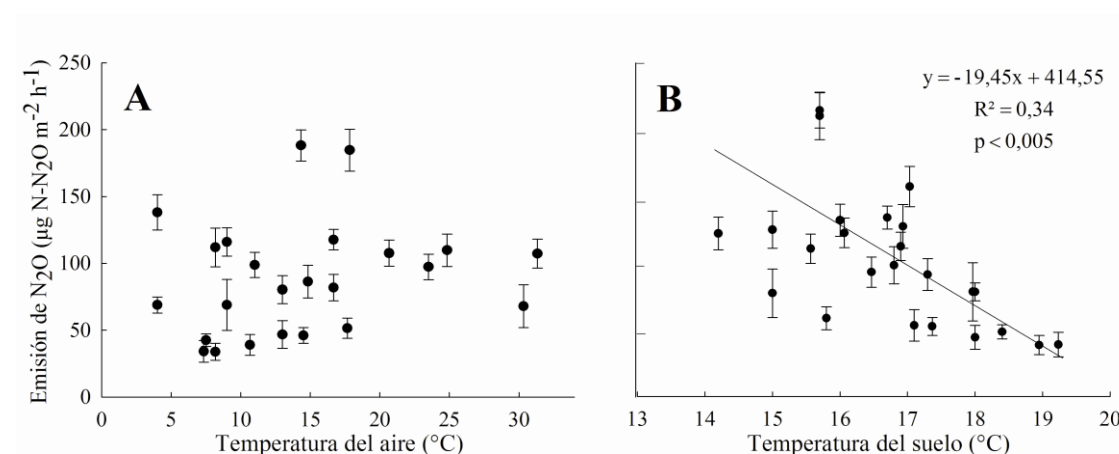 Emisión de N₂O (µg N-N₂O m⁻² h⁻¹)
250
200
150
100
50
0
A
0 5 10 15 20 25 30
Temperatura del aire (°C)
B
y = -19,45x + 414,55
R² = 0,34
p < 0,005
13 14 15 16 17 18 19 20
Temperatura del suelo (°C)